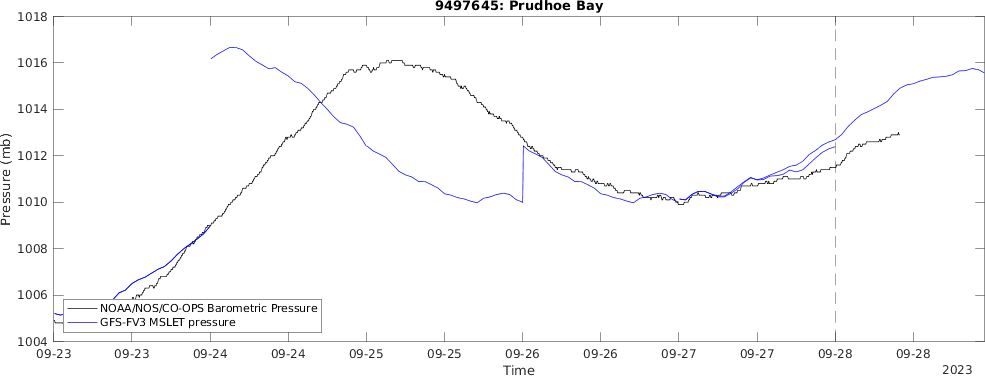 9497645: Prudhoe Bay
1018
1016
1014
1012
1010
1008
1006
1004
Pressure (mb)
NOAA/NOS/CO-OPS Barometric Pressure
GFS-FV3 MSLET pressure
09-23 09-23 09-24 09-24 09-25 09-25 09-26 09-26 09-27 09-27 09-28 09-28
Time
2023